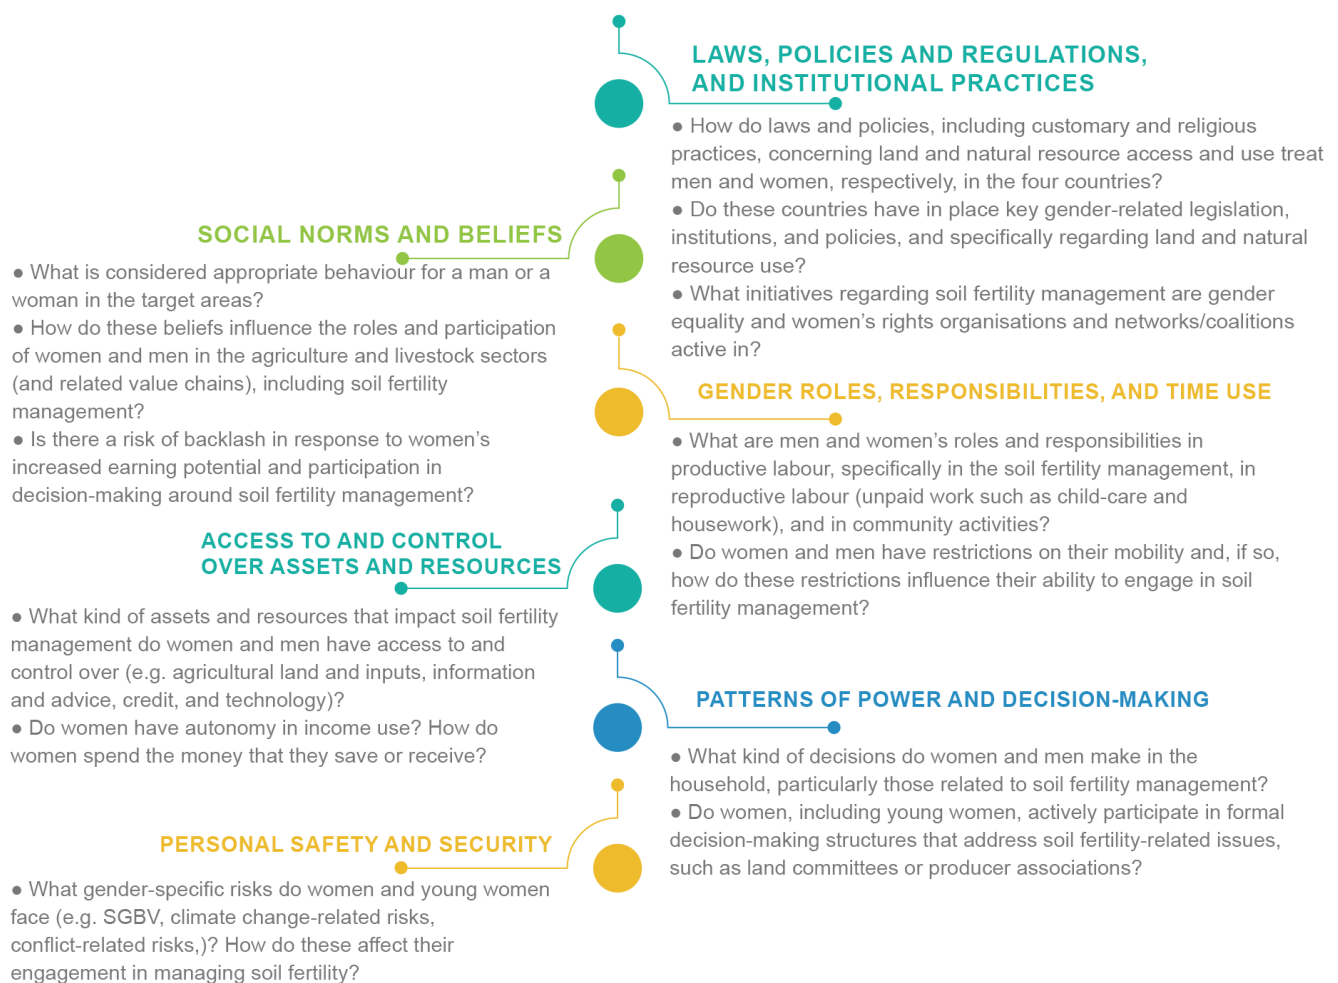 LAWS, POLICIES AND REGULATIONS,
AND INSTITUTIONAL PRACTICES
● How do laws and policies, including customary and religious
practices, concerning land and natural resource access and use treat
men and women, respectively, in the four countries?
● Do these countries have in place key gender-related legislation,
institutions, and policies, and specifically regarding land and natural
resource use?
● What initiatives regarding soil fertility management are gender
equality and women’s rights organisations and networks/coalitions
active in?
SOCIAL NORMS AND BELIEFS
● What is considered appropriate behaviour for a man or a
woman in the target areas?
● How do these beliefs influence the roles and participation
of women and men in the agriculture and livestock sectors
(and related value chains), including soil fertility
management?
● Is there a risk of backlash in response to women’s
increased earning potential and participation in
decision-making around soil fertility management?
GENDER ROLES, RESPONSIBILITIES, AND TIME USE
● What are men and women’s roles and responsibilities in
productive labour, specifically in the soil fertility management, in
reproductive labour (unpaid work such as child-care and
housework), and in community activities?
● Do women and men have restrictions on their mobility and, if so,
how do these restrictions influence their ability to engage in soil
fertility management?
ACCESS TO AND CONTROL
OVER ASSETS AND RESOURCES
● What kind of assets and resources that impact soil fertility
management do women and men have access to and
control over (e.g. agricultural land and inputs, information
and advice, credit, and technology)?
● Do women have autonomy in income use? How do
women spend the money that they save or receive?
PATTERNS OF POWER AND DECISION-MAKING
● What kind of decisions do women and men make in the
household, particularly those related to soil fertility management?
● Do women, including young women, actively participate in formal
decision-making structures that address soil fertility-related issues,
such as land committees or producer associations?
PERSONAL SAFETY AND SECURITY
● What gender-specific risks do women and young women
face (e.g. SGBV, climate change-related risks,
conflict-related risks,)? How do these affect their
engagement in managing soil fertility?